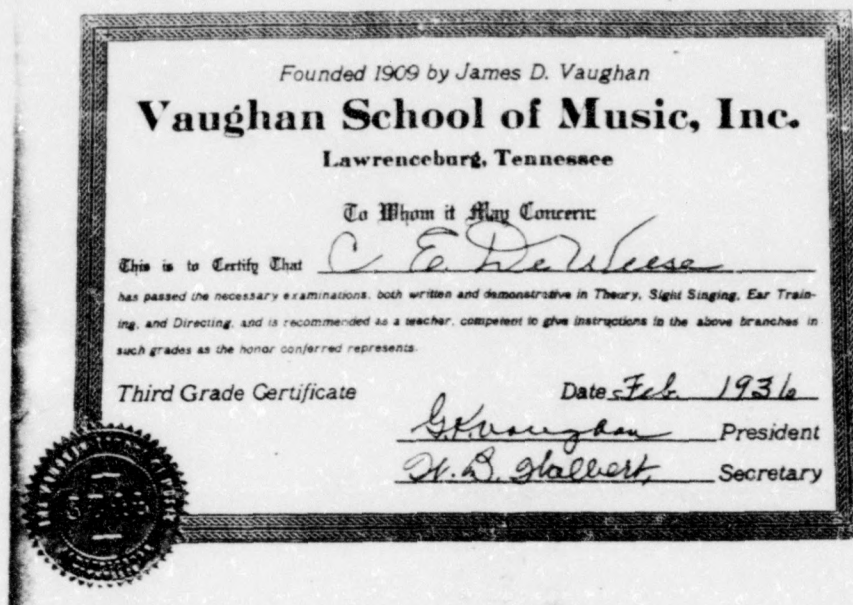 Founded 1909 by James D. Vaughan
Vaughan School of Music, Inc.
Lawrenceburg, Tennessee
To Whom it May Concern:
This is to Certify That C. E. DeWeese
has passed the necessary examinations, both written and demonstrative in Theory, Sight Singing, Ear Train-
ing, and Directing, and is recommended as a teacher, competent to give instructions in the above branches in
such grades as the honor conferred represents.
Third Grade Certificate Date Feb. 1936
G. K. Vaughan President
W. B. Walbert, Secretary